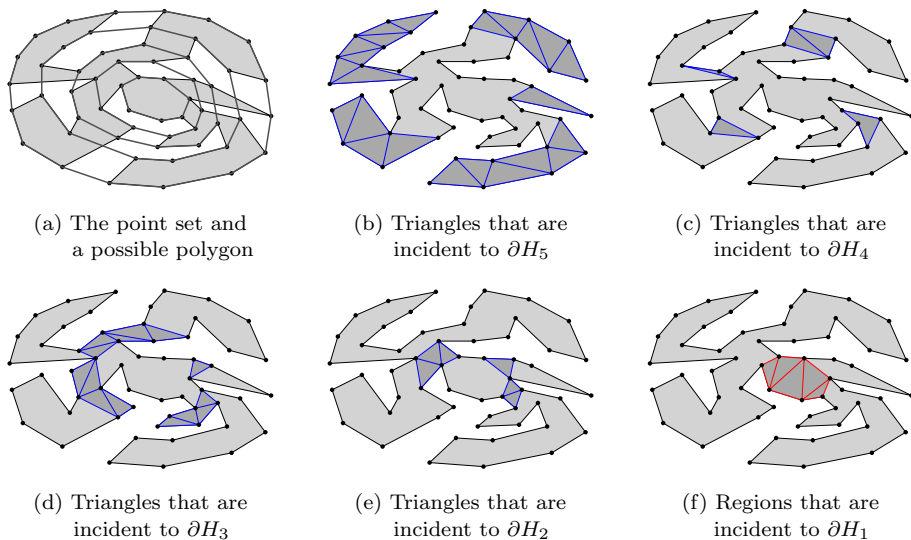 (a) The point set and
a possible polygon
(b) Triangles that are
incident to ∂H₅
(c) Triangles that are
incident to ∂H₄
(d) Triangles that are
incident to ∂H₃
(e) Triangles that are
incident to ∂H₂
(f) Regions that are
incident to ∂H₁